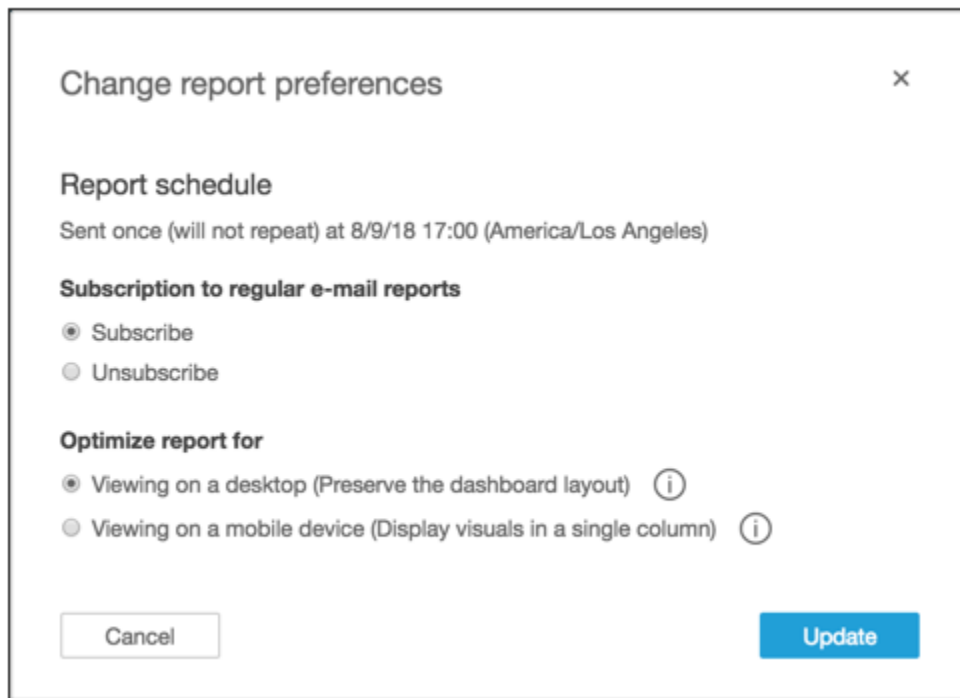 Change report preferences
Report schedule
Sent once (will not repeat) at 8/9/18 17:00 (America/Los Angeles)
Subscription to regular e-mail reports
Subscribe
Unsubscribe
Optimize report for
Viewing on a desktop (Preserve the dashboard layout)
Viewing on a mobile device (Display visuals in a single column)
Cancel
Update